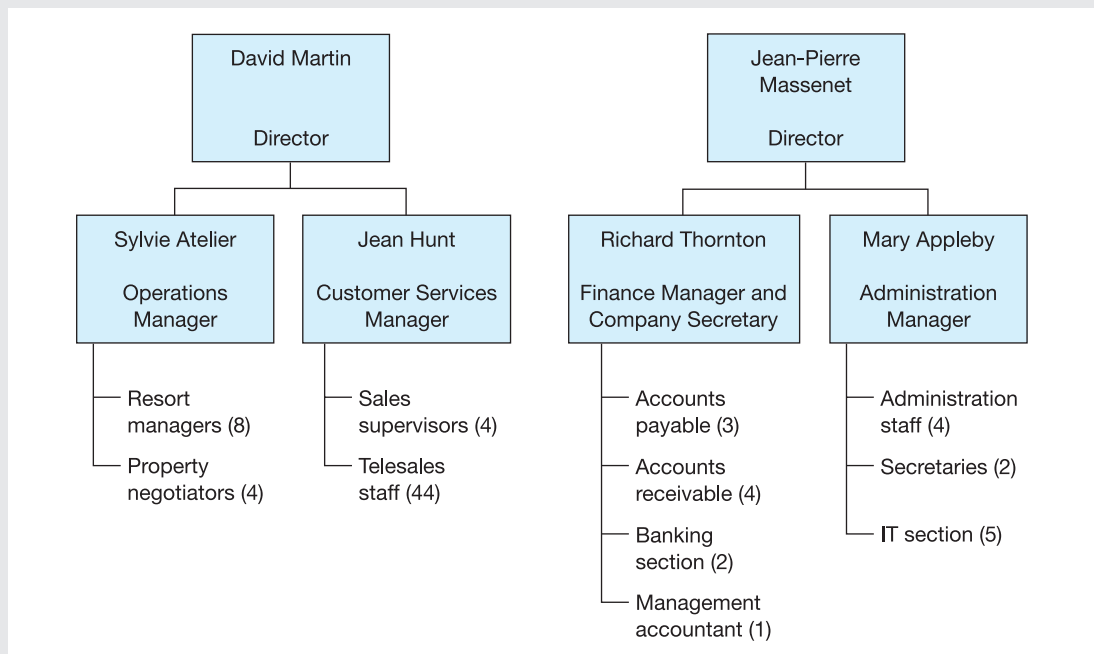 David Martin
Director
Jean-Pierre
Massenet
Director
Sylvie Atelier
Operations
Manager
Jean Hunt
Customer Services
Manager
Richard Thornton
Finance Manager and
Company Secretary
Mary Appleby
Administration
Manager
Resort
managers (8)
Property
negotiators (4)
Sales
supervisors (4)
Telesales
staff (44)
Accounts
payable (3)
Accounts
receivable (4)
Banking
section (2)
Management
accountant (1)
Administration
staff (4)
Secretaries (2)
IT section (5)